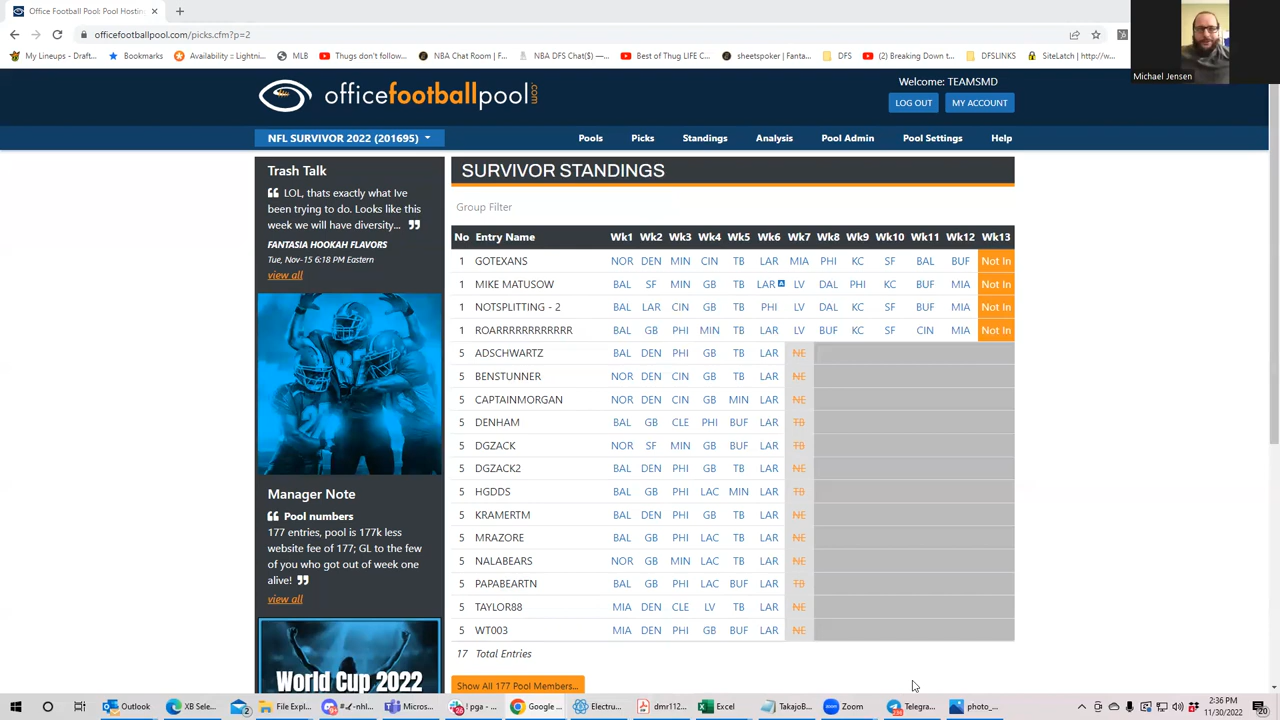 Office Football Pool: Pool Hosting
officefootballpool.com/picks.cfm?p=2
My Lineups - Draft... Bookmarks Availability :: Lightni... MLB Thugs don't follow... NBA Chat Room | F... NBA DFS Chat($) —... Best of Thug LIFE C... sheetspoker | Fanta... DFS (2) Breaking Down t... DFSLINKS SiteLatch ( http://w...
Michael Jensen
officefootballpool.com
Welcome: TEAMSMD
LOG OUT MY ACCOUNT
NFL SURVIVOR 2022 (201695) Pools Picks Standings Analysis Pool Admin Pool Settings Help
Trash Talk
LOL, thats exactly what Ive
been trying to do. Looks like this
week we will have diversity...
FANTASIA HOOKAH FLAVORS
Tue, Nov-15 6:18 PM Eastern
view all
Manager Note
Pool numbers
177 entries, pool is 177k less
website fee of 177; GL to the few
of you who got out of week one
alive!
view all
World Cup 2022
SURVIVOR STANDINGS
Group Filter
No Entry Name Wk1 Wk2 Wk3 Wk4 Wk5 Wk6 Wk7 Wk8 Wk9 Wk10 Wk11 Wk12 Wk13
1 GOTEXANS NOR DEN MIN CIN TB LAR MIA PHI KC SF BAL BUF Not In
1 MIKE MATUSOW BAL SF MIN GB TB LAR A LV DAL PHI KC BUF MIA Not In
1 NOTSPLITTING - 2 BAL LAR CIN GB TB PHI LV DAL KC SF BUF MIA Not In
1 ROARRRRRRRRRRR BAL GB PHI MIN TB LAR LV BUF KC SF CIN MIA Not In
5 ADSCHWARTZ BAL DEN PHI GB TB LAR NE
5 BENSTUNNER NOR DEN CIN GB TB LAR NE
5 CAPTAINMORGAN NOR DEN CIN GB MIN LAR NE
5 DENHAM BAL GB CLE PHI BUF LAR TB
5 DGZACK NOR SF MIN GB BUF LAR TB
5 DGZACK2 BAL DEN PHI GB TB LAR NE
5 HGDDS BAL GB PHI LAC MIN LAR TB
5 KRAMERTM BAL DEN PHI GB TB LAR NE
5 MRAZORE BAL GB PHI LAC TB LAR NE
5 NALABEARS NOR GB MIN LAC TB LAR NE
5 PAPABEARTN BAL GB PHI LAC BUF LAR TB
5 TAYLOR88 MIA DEN CLE LV TB LAR NE
5 WT003 MIA DEN PHI GB BUF LAR NE
17 Total Entries
Show All 177 Pool Members...
Outlook XB Selec... 2 File Expl... #-nhl... Micros... ! pga -... Google ... Electru... dmr112... Excel TakajoB... Zoom Telegra... photo_...
2:36 PM
11/30/2022
20